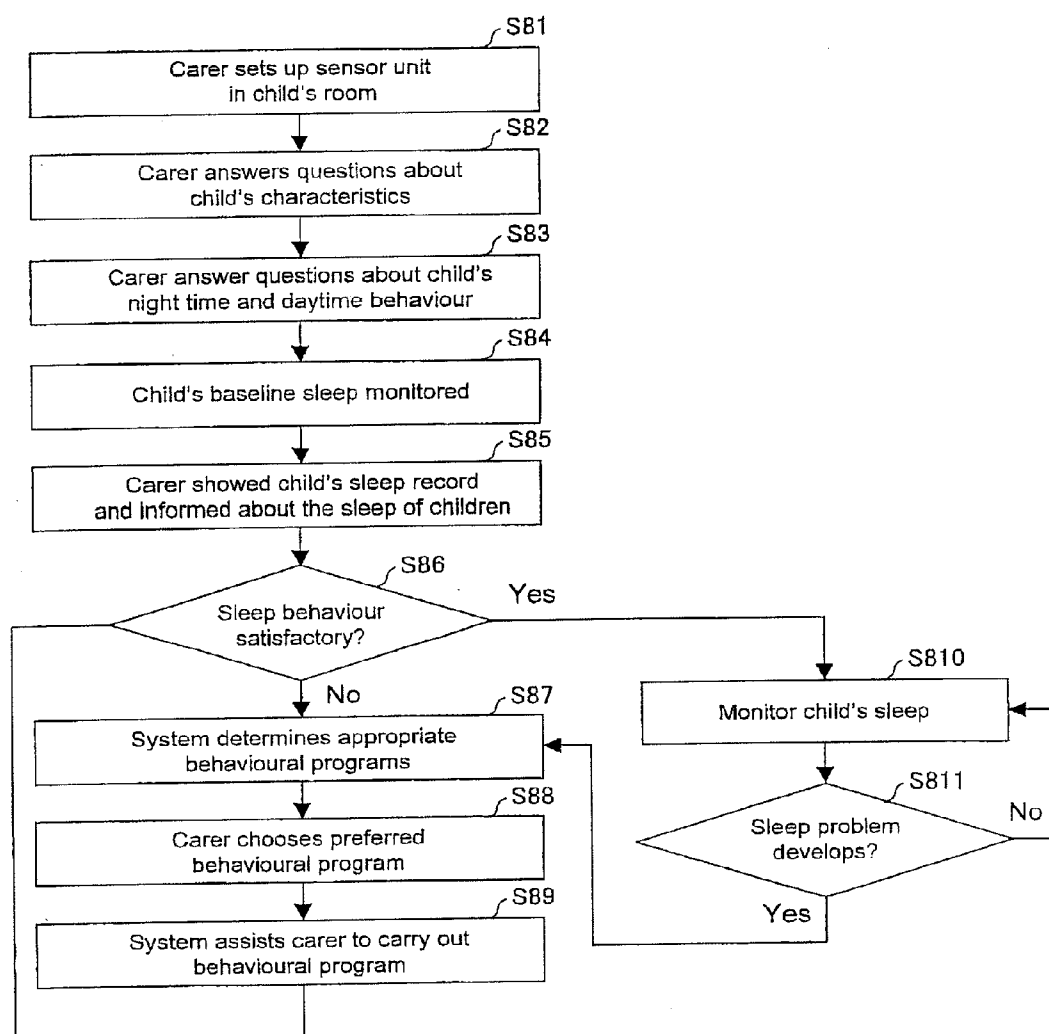 S81
Carer sets up sensor unit
in child's room
S82
Carer answers questions about
child's characteristics
S83
Carer answer questions about child's
night time and daytime behaviour
S84
Child's baseline sleep monitored
S85
Carer showed child's sleep record
and informed about the sleep of children
S86
Sleep behaviour
satisfactory?
Yes
No
S87
System determines appropriate
behavioural programs
S88
Carer chooses preferred
behavioural program
S89
System assists carer to carry out
behavioural program
S810
Monitor child's sleep
S811
Sleep problem
develops?
No
Yes